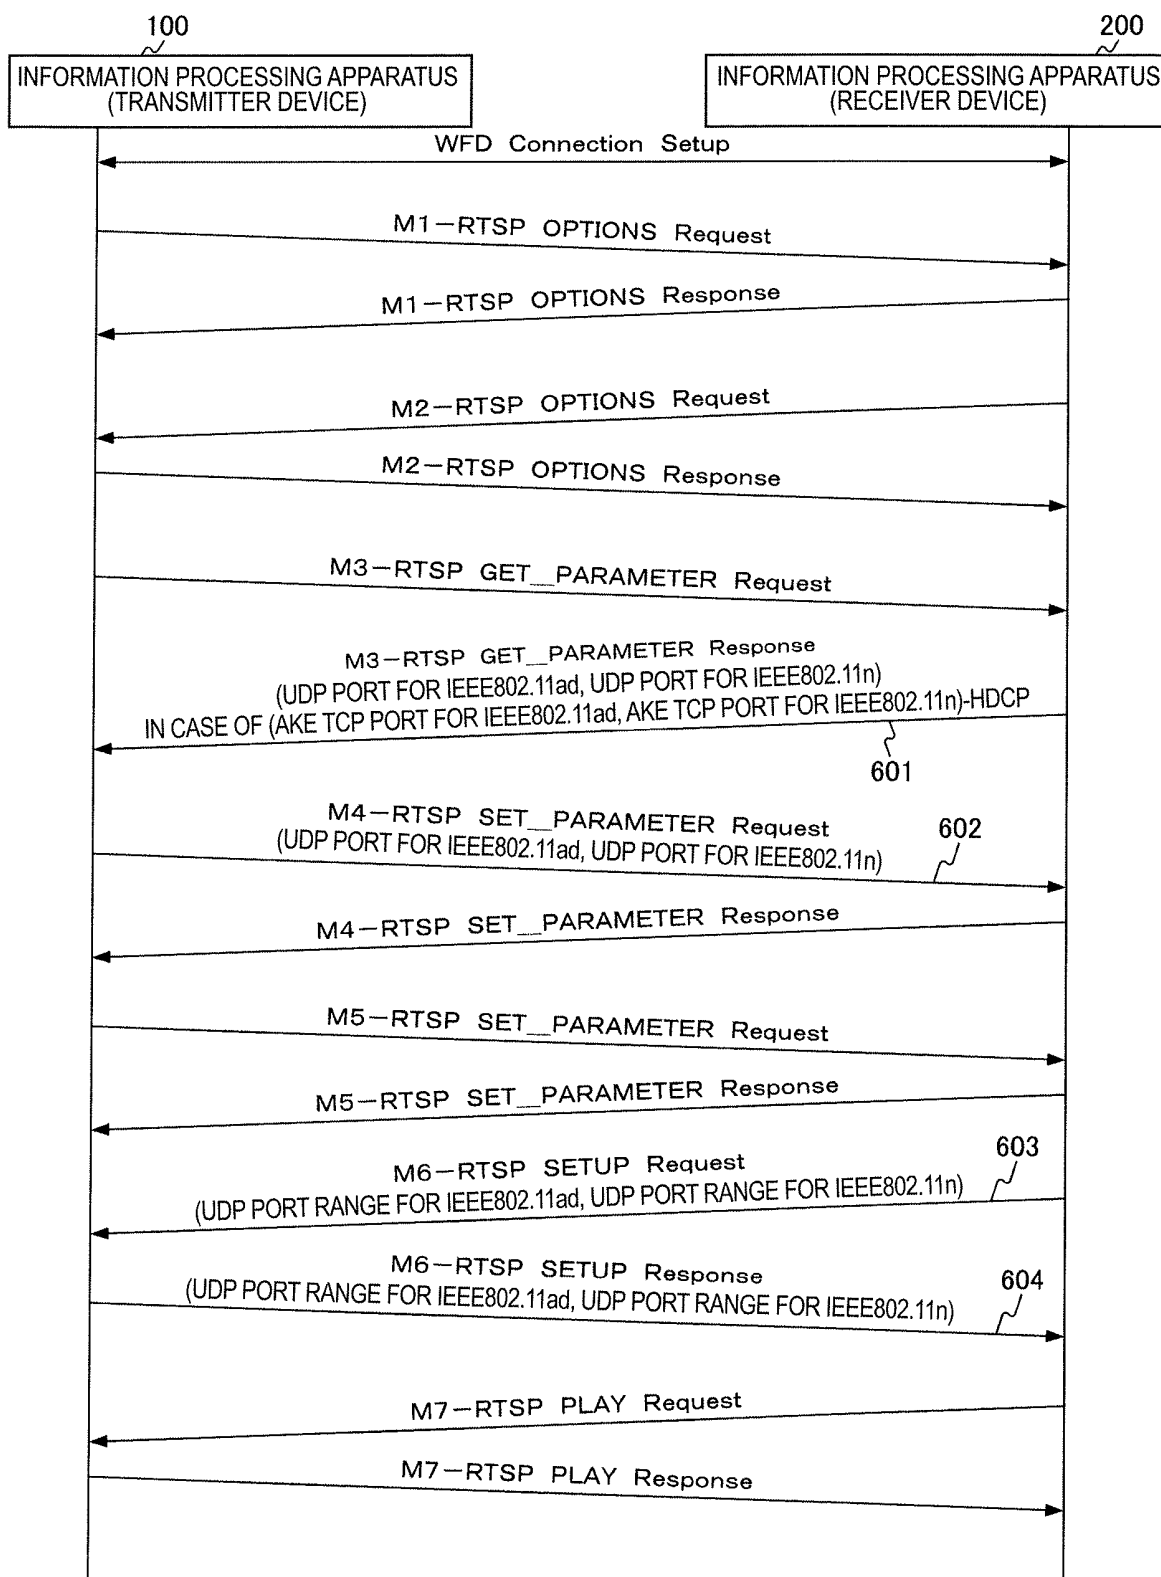 100
200
INFORMATION PROCESSING APPARATUS
(TRANSMITTER DEVICE)
INFORMATION PROCESSING APPARATUS
(RECEIVER DEVICE)
WFD Connection Setup
M1-RTSP OPTIONS Request
M1-RTSP OPTIONS Response
M2-RTSP OPTIONS Request
M2-RTSP OPTIONS Response
M3-RTSP GET_PARAMETER Request
M3-RTSP GET_PARAMETER Response
(UDP PORT FOR IEEE802.11ad, UDP PORT FOR IEEE802.11n)
IN CASE OF (AKE TCP PORT FOR IEEE802.11ad, AKE TCP PORT FOR IEEE802.11n)-HDCP
601
M4-RTSP SET_PARAMETER Request
(UDP PORT FOR IEEE802.11ad, UDP PORT FOR IEEE802.11n)
602
M4-RTSP SET_PARAMETER Response
M5-RTSP SET_PARAMETER Request
M5-RTSP SET_PARAMETER Response
M6-RTSP SETUP Request
(UDP PORT RANGE FOR IEEE802.11ad, UDP PORT RANGE FOR IEEE802.11n)
603
M6-RTSP SETUP Response
(UDP PORT RANGE FOR IEEE802.11ad, UDP PORT RANGE FOR IEEE802.11n)
604
M7-RTSP PLAY Request
M7-RTSP PLAY Response